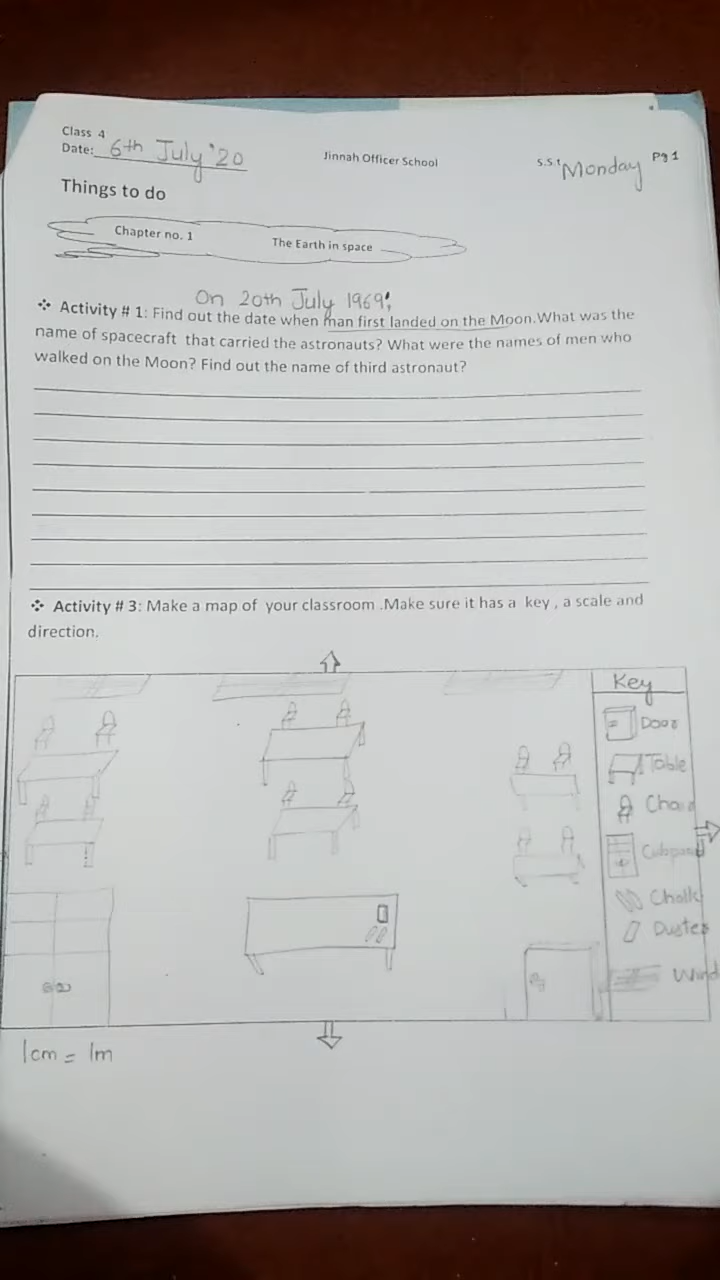 Class 4
Date: 6th July '20 Jinnah Officer School S.S.t Monday Pg 1
Things to do
Chapter no. 1 The Earth in space
On 20th July 1969,
❖ Activity # 1: Find out the date when man first landed on the Moon.What was the
name of spacecraft that carried the astronauts? What were the names of men who
walked on the Moon? Find out the name of third astronaut?
❖ Activity # 3: Make a map of your classroom .Make sure it has a key , a scale and
direction.
Key
Door
Table
Chair
Chalk
Duster
Wind
1cm = 1m